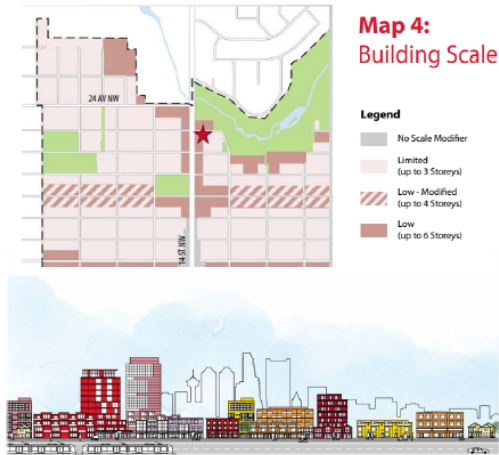 Map 4:
Building Scale
24 AV NW
14 ST NW
Legend
No Scale Modifier
Limited
(up to 3 Storeys)
Low - Modified
(up to 4 Storeys)
Low
(up to 6 Storeys)